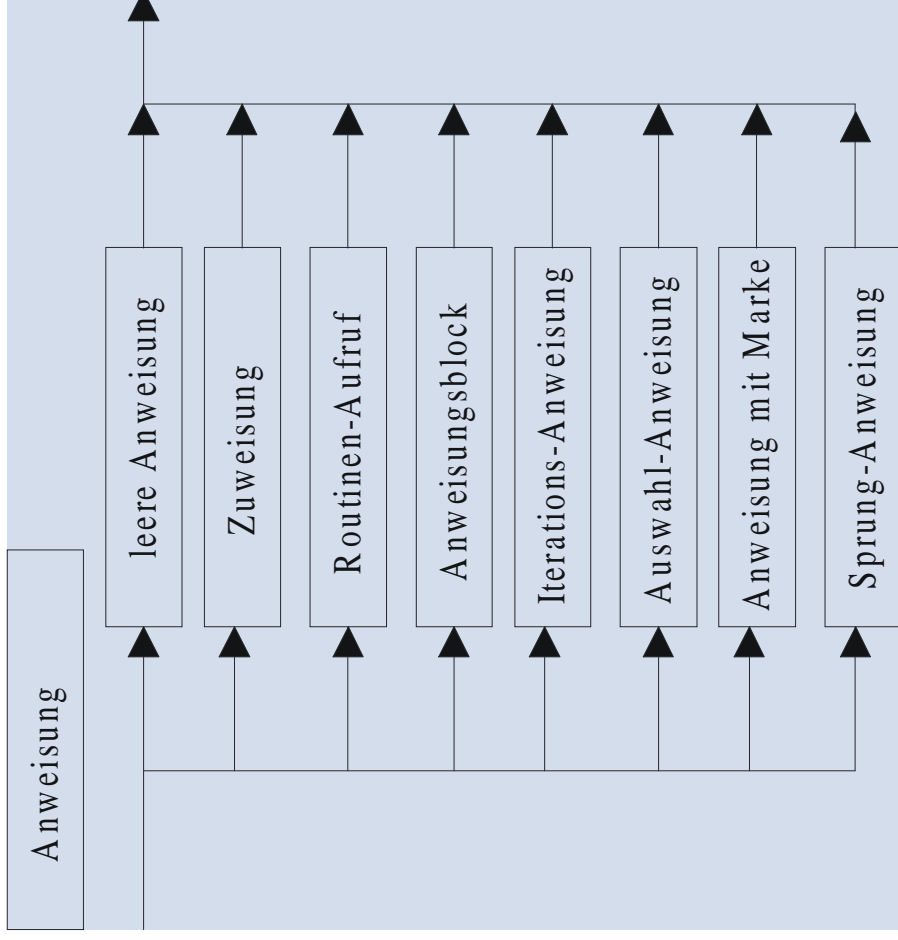 Anweisung
leere Anweisung
Zuweisung
Routinen-Aufruf
Anweisungsblock
Iterations-Anweisung
Auswahl-Anweisung
Anweisung mit Marke
Sprung-Anweisung